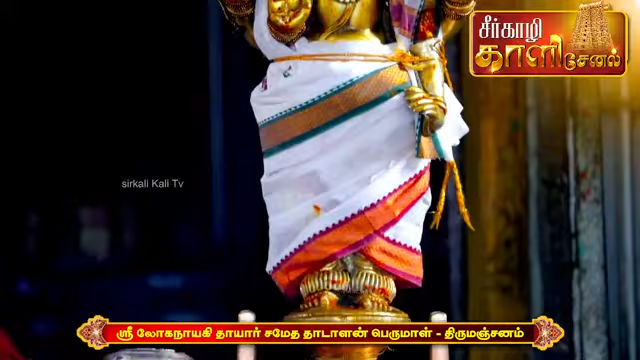 சீர்காழி
காளி
சேனல்
sirkali Kali Tv
ஸ்ரீ லோகநாயகி தாயார் சமேத தாடாளன் பெருமாள் - திருமஞ்சனம்